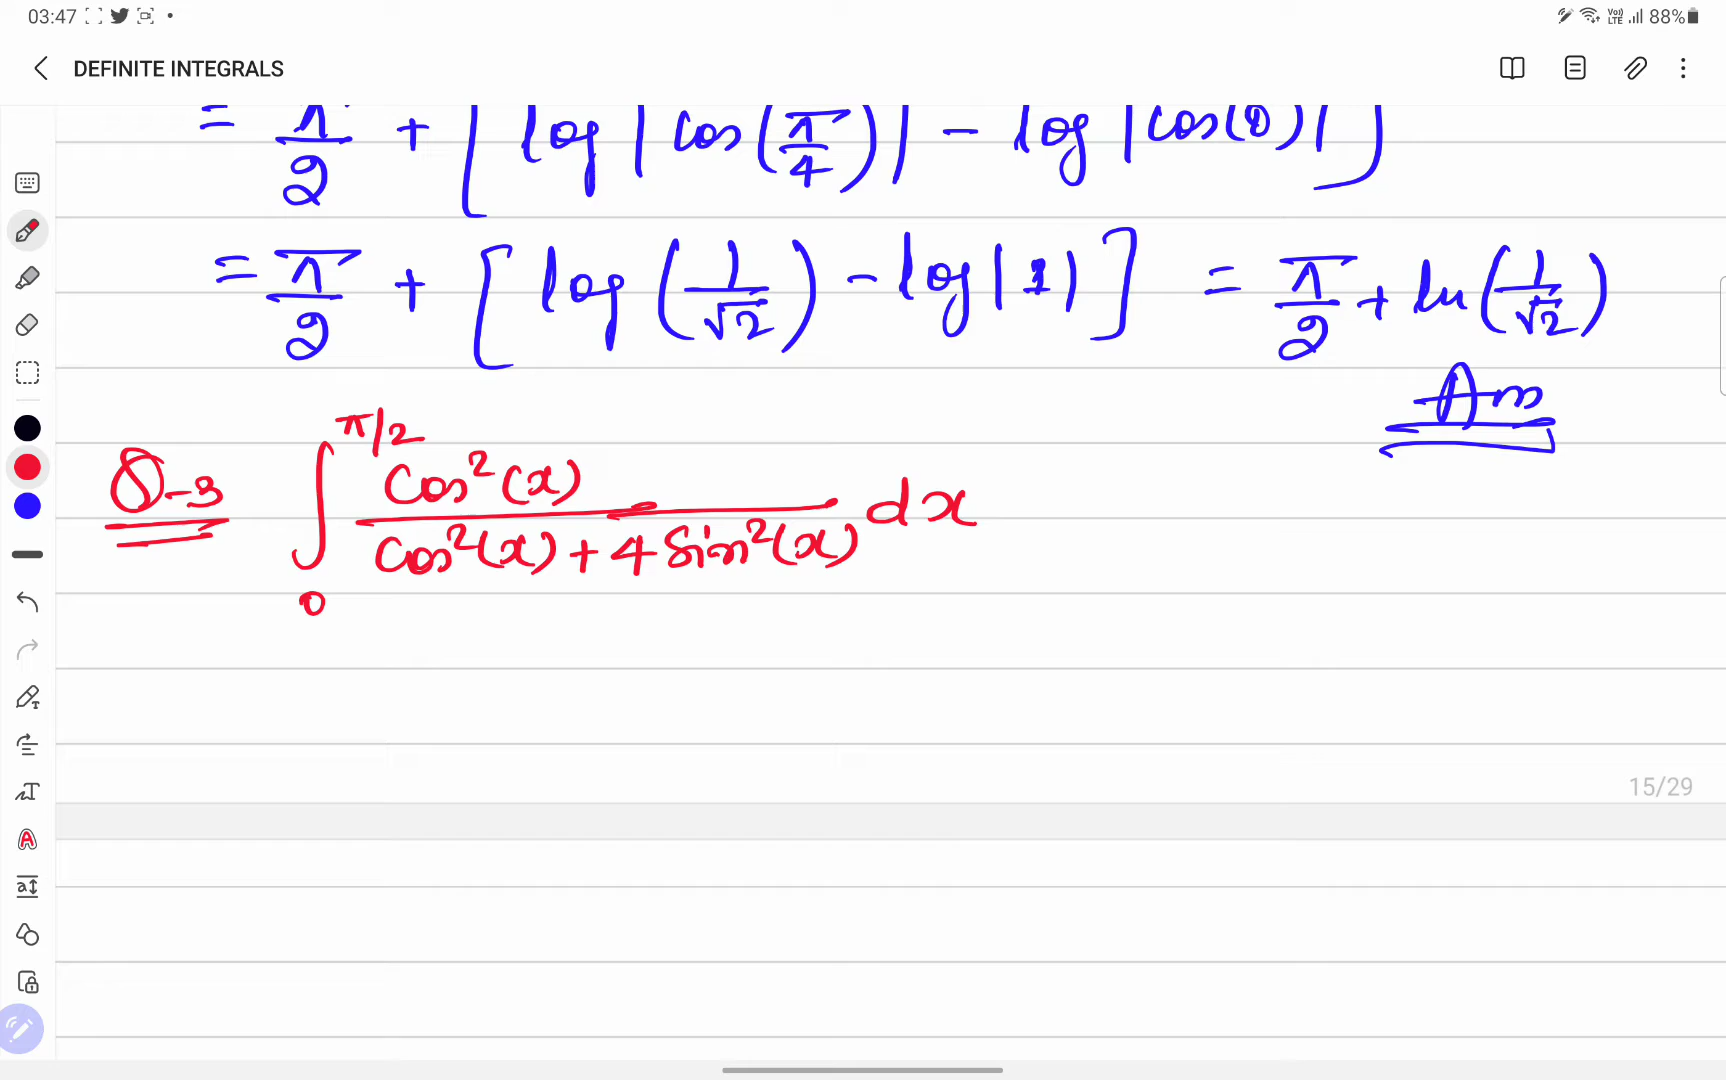 03:47 88%
DEFINITE INTEGRALS
= π/2 + [ log | cos(π/4) | - log | cos(0) | ]
= π/2 + [ log (1/√2) - log |1| ] = π/2 + ln (1/√2)
Ans
Q-3 ∫₀^(π/2) Cos²(x) / (Cos²(x) + 4 Sin²(x)) dx
15/29